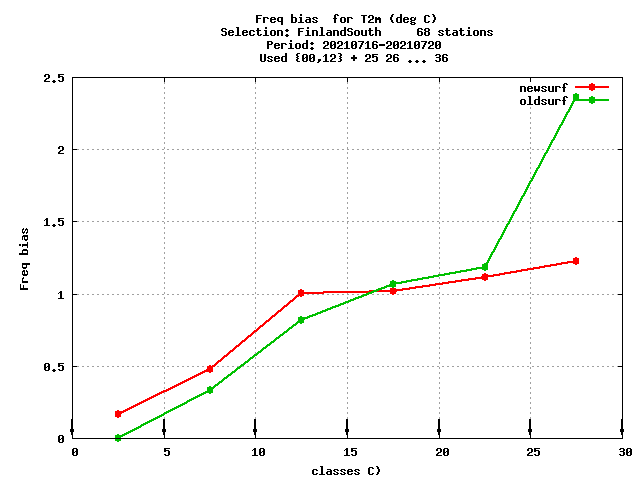 Freq bias  for T2m (deg C)
Selection: FinlandSouth     68 stations
Period: 20210716-20210720
Used {00,12} + 25 26 ... 36
newsurf
oldsurf
2.5
2
1.5
1
0.5
0
Freq bias
0 5 10 15 20 25 30
classes C)